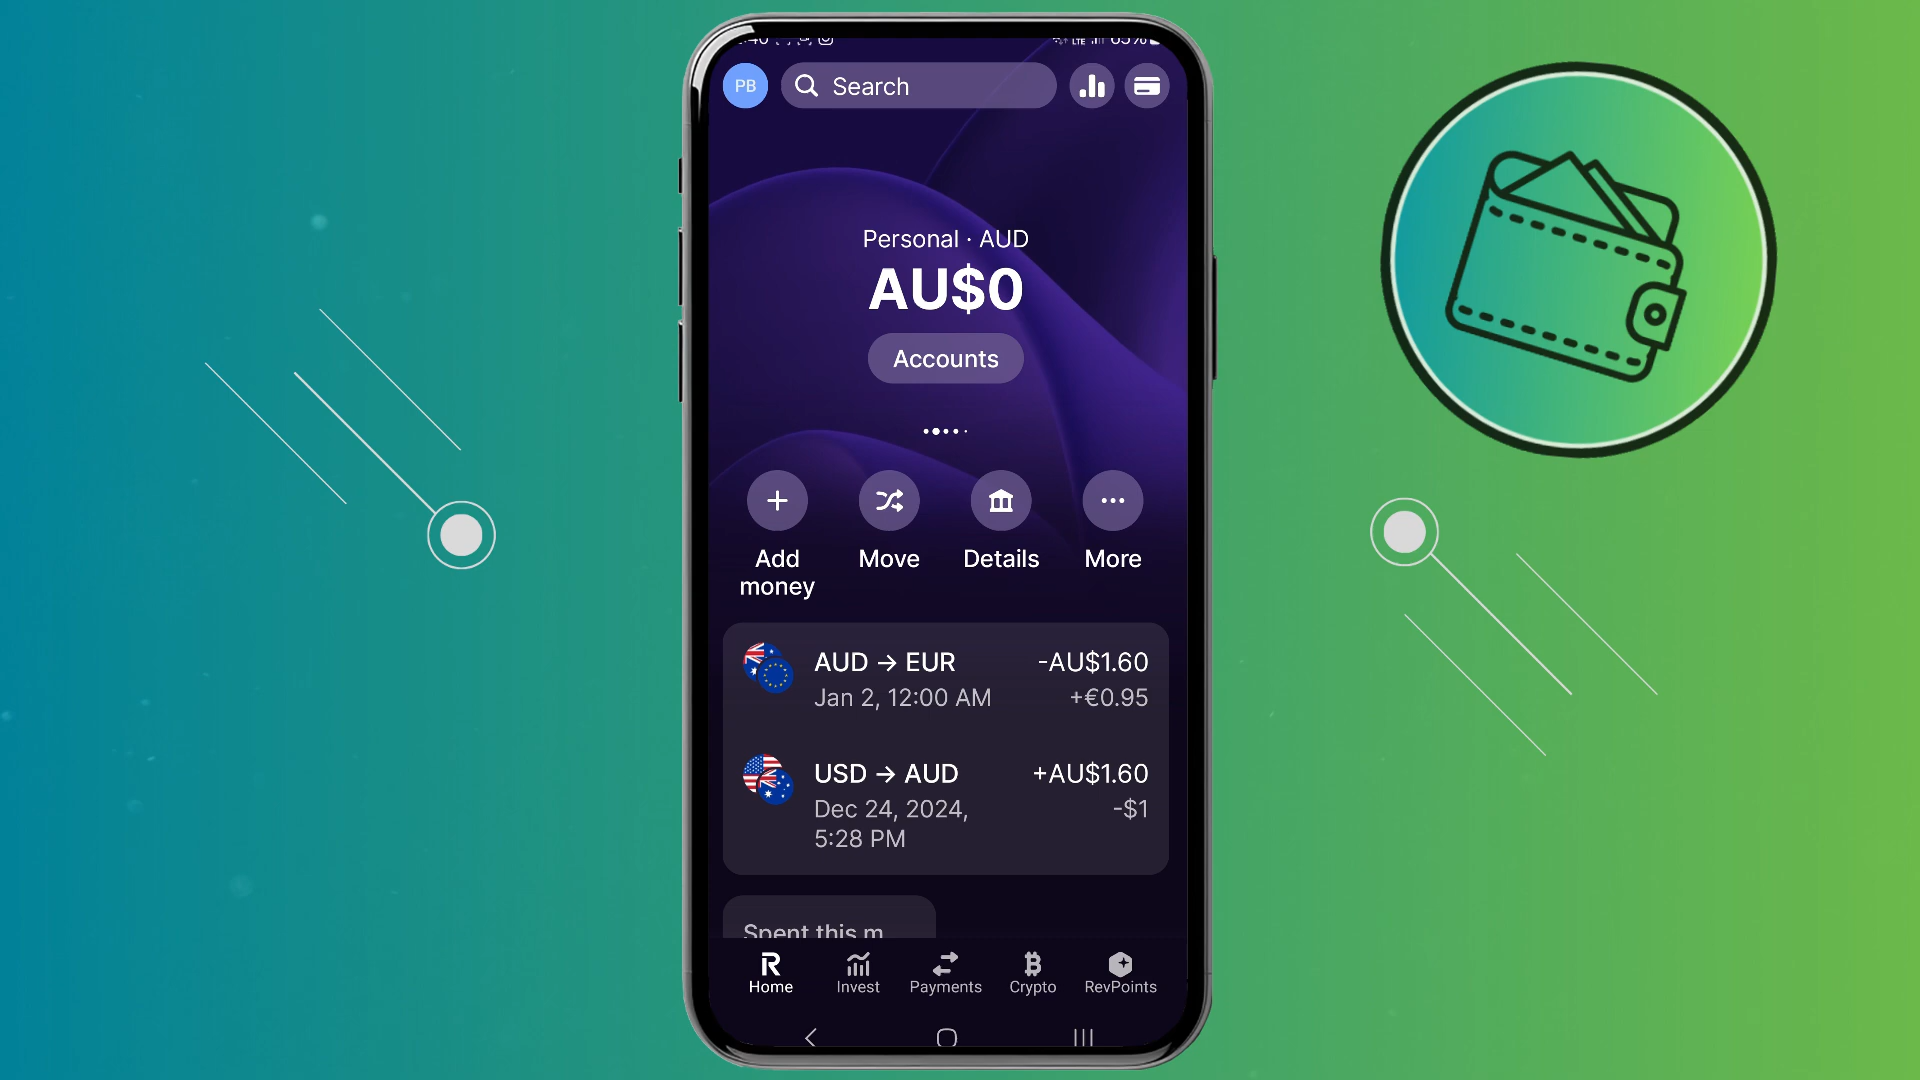 LTE 65%
PB
Search
Personal · AUD
AU$0
Accounts
Add money
Move
Details
More
AUD → EUR
-AU$1.60
Jan 2, 12:00 AM
+€0.95
USD → AUD
+AU$1.60
Dec 24, 2024,
-$1
5:28 PM
Spent this m
Home
Invest
Payments
Crypto
RevPoints